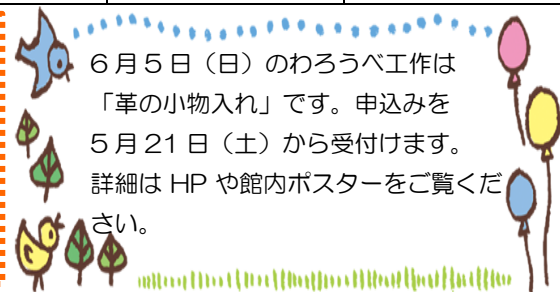 6月5日（日）のわろうべ工作は
「革の小物入れ」です。申込みを
5月21日（土）から受付けます。
詳細は HP や館内ポスターをご覧くだ
さい。